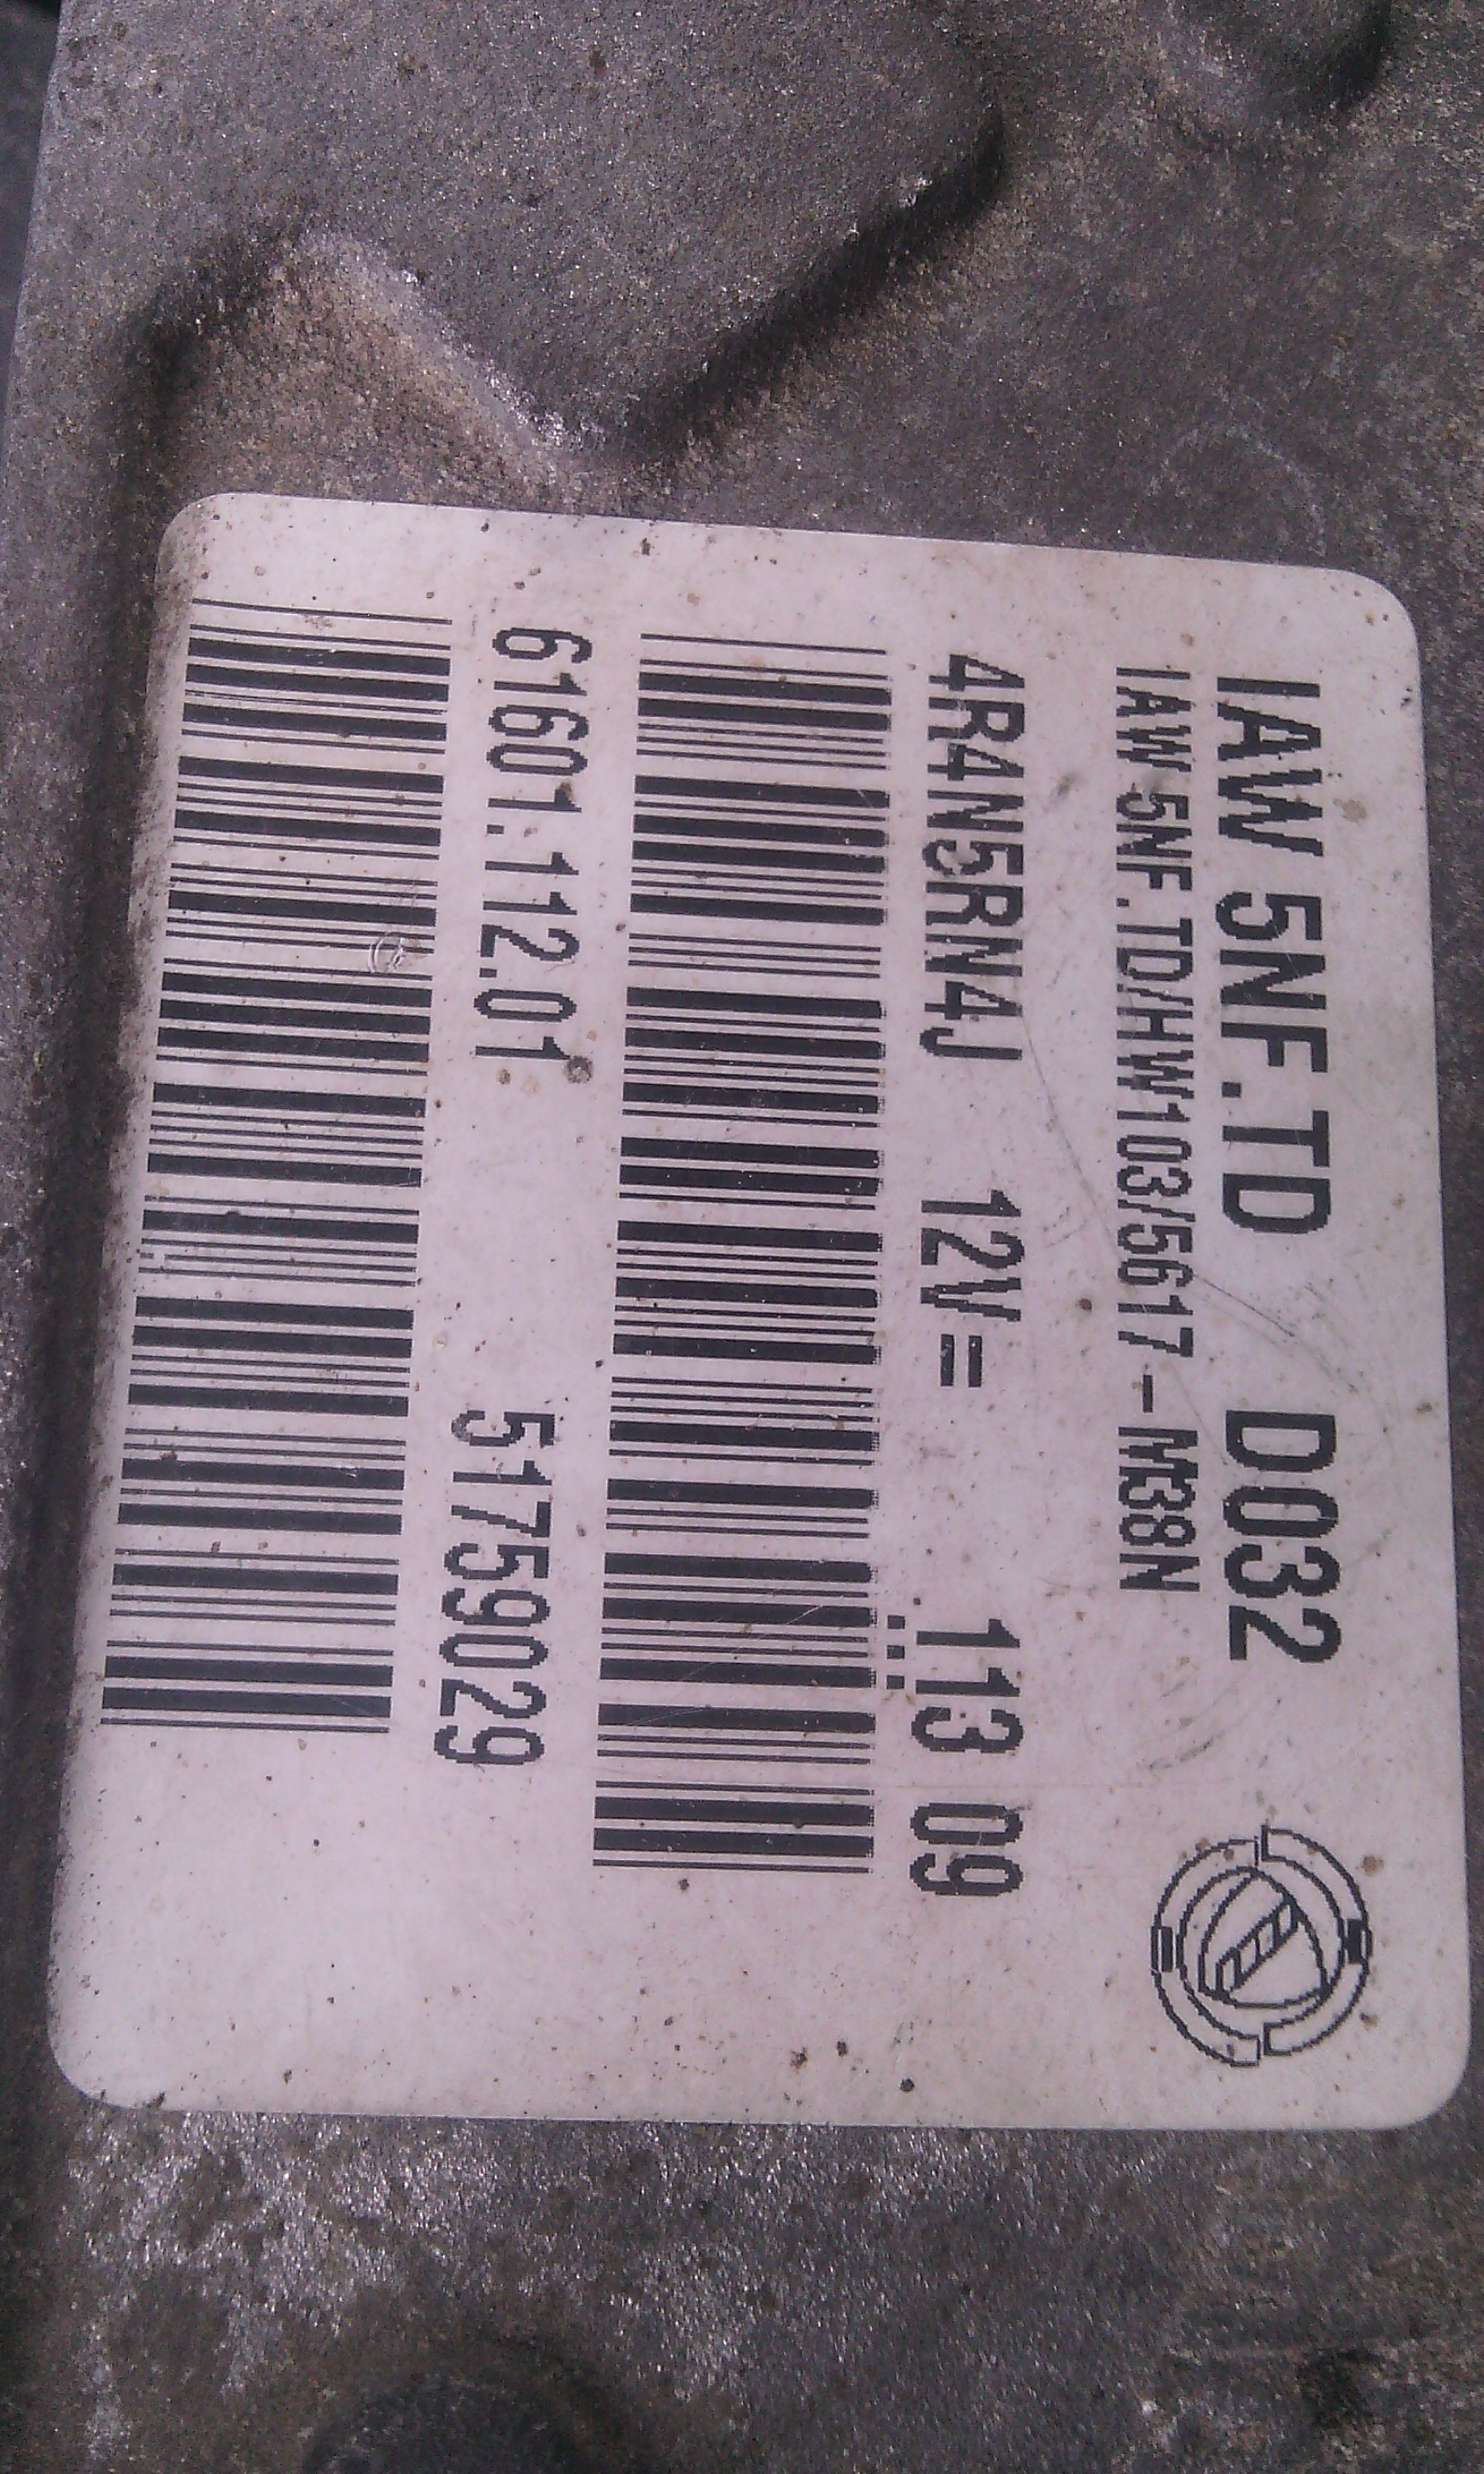 IAW 5NF.TD D032
IAW 5NF.TD/HW103/5617-M38N
4R4N5RN4J 12V= 113 09
61601.112.01 51759029